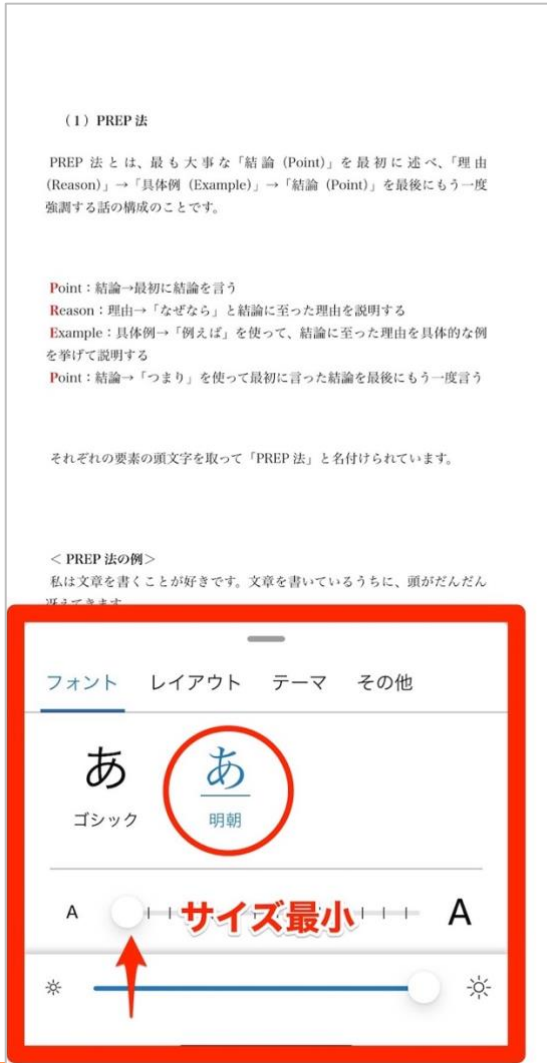 （1）PREP 法
PREP 法とは、最も大事な「結論（Point）」を最初に述べ、「理由
（Reason）」→「具体例（Example）」→「結論（Point）」を最後にもう一度
強調する話の構成のことです。
Point：結論→最初に結論を言う
Reason：理由→「なぜなら」と結論に至った理由を説明する
Example：具体例→「例えば」を使って、結論に至った理由を具体的な例
を挙げて説明する
Point：結論→「つまり」を使って最初に言った結論を最後にもう一度言う
それぞれの要素の頭文字を取って「PREP 法」と名付けられています。
＜ PREP 法の例＞
私は文章を書くことが好きです。文章を書いているうちに、頭がだんだん
冴えてきます
フォント レイアウト テーマ その他
あ あ
ゴシック 明朝
A サイズ最小 A